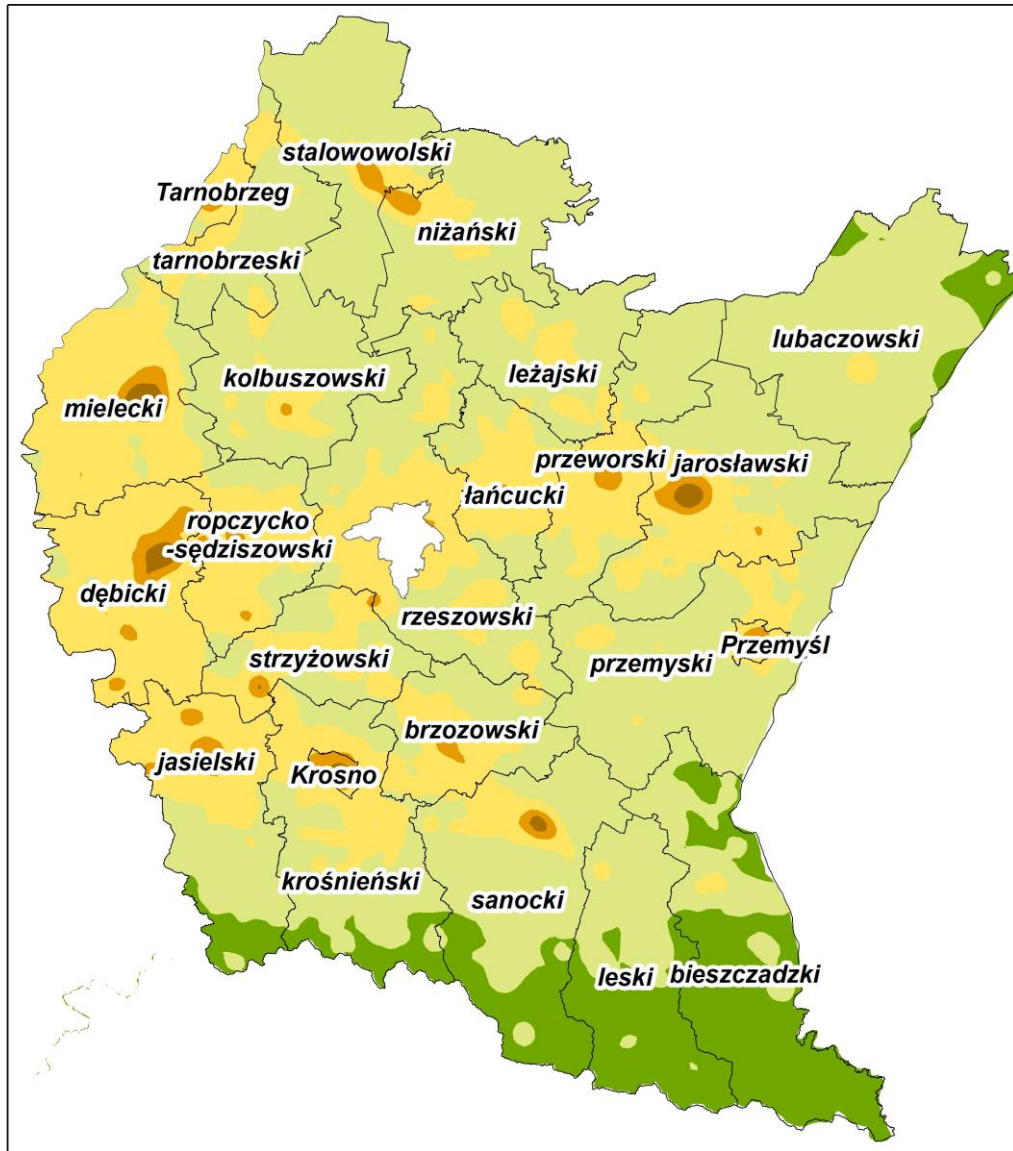 stalowowolski
Tarnobrzeg
niżański
tarnobrzeski
lubaczowski
kolbuszowski
leżajski
mielecki
przeworski
jarosławski
łańcucki
ropczycko
-sędziszowski
dębicki
rzeszowski
strzyżowski
przemyski
Przemyśl
brzozowski
jasielski
Krosno
krośnieński
sanocki
leski
bieszczadzki